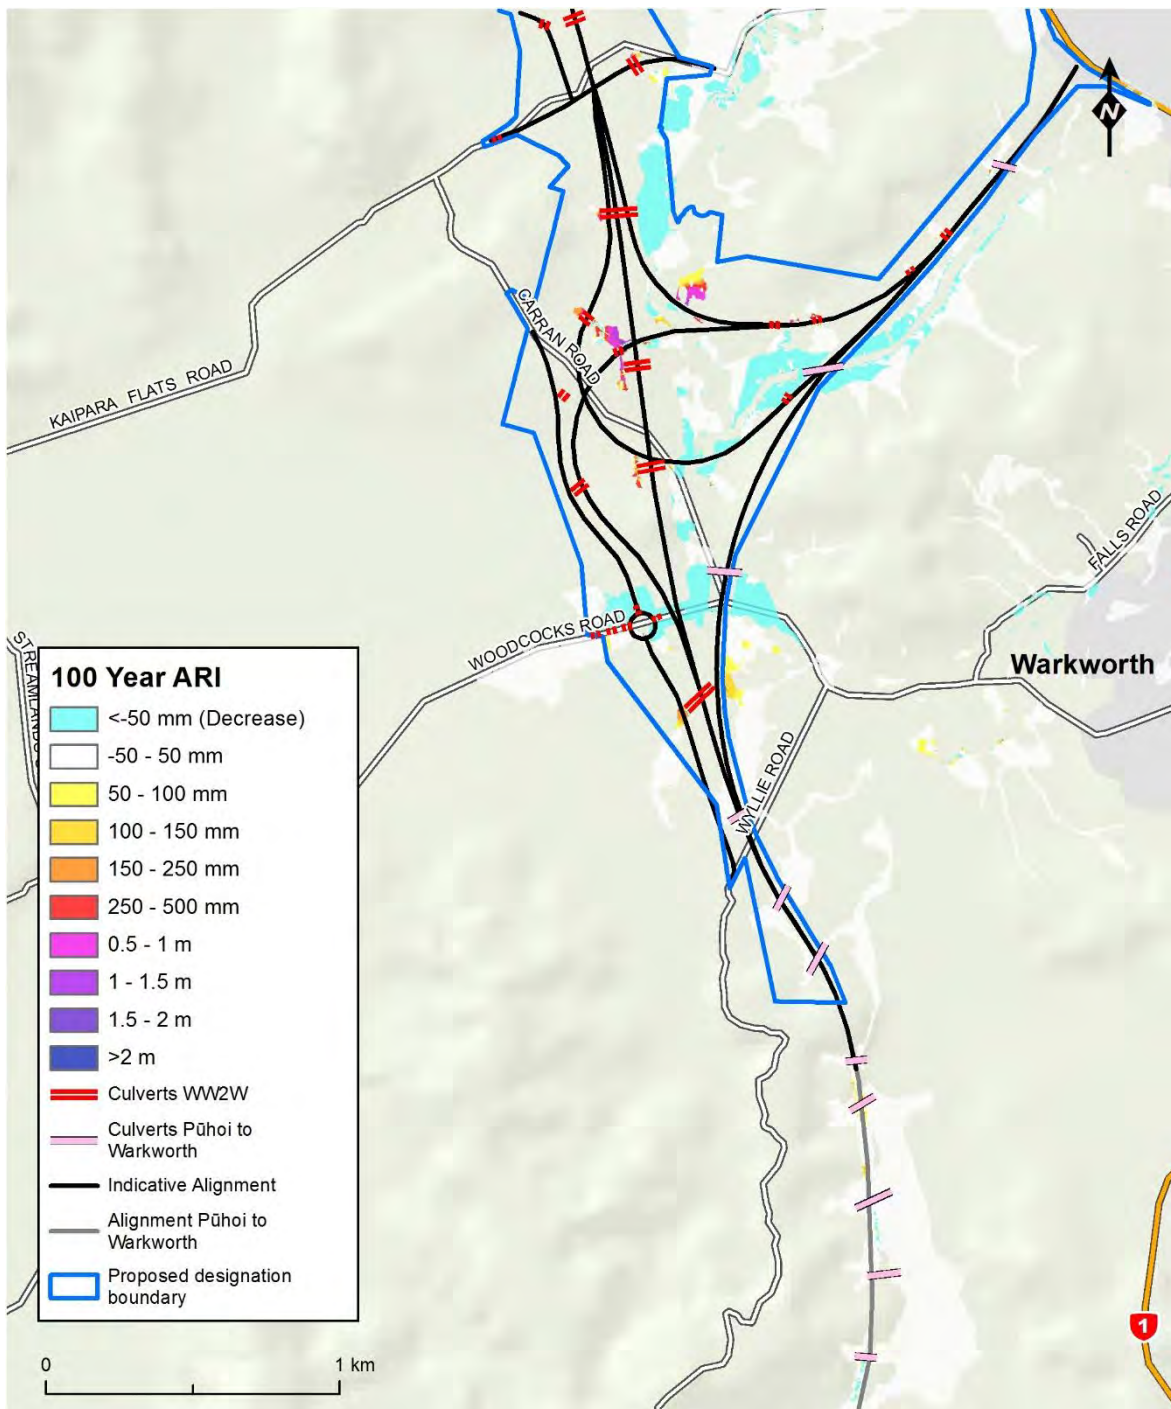 N
CARRAN ROAD
KAIPARA FLATS ROAD
FALLS ROAD
WOODCOCKS ROAD
Warkworth
WYLLIE ROAD
100 Year ARI
<-50 mm (Decrease)
-50 - 50 mm
50 - 100 mm
100 - 150 mm
150 - 250 mm
250 - 500 mm
0.5 - 1 m
1 - 1.5 m
1.5 - 2 m
>2 m
Culverts WW2W
Culverts Pūhoi to
Warkworth
Indicative Alignment
Alignment Pūhoi to
Warkworth
Proposed designation
boundary
1
0 1 km